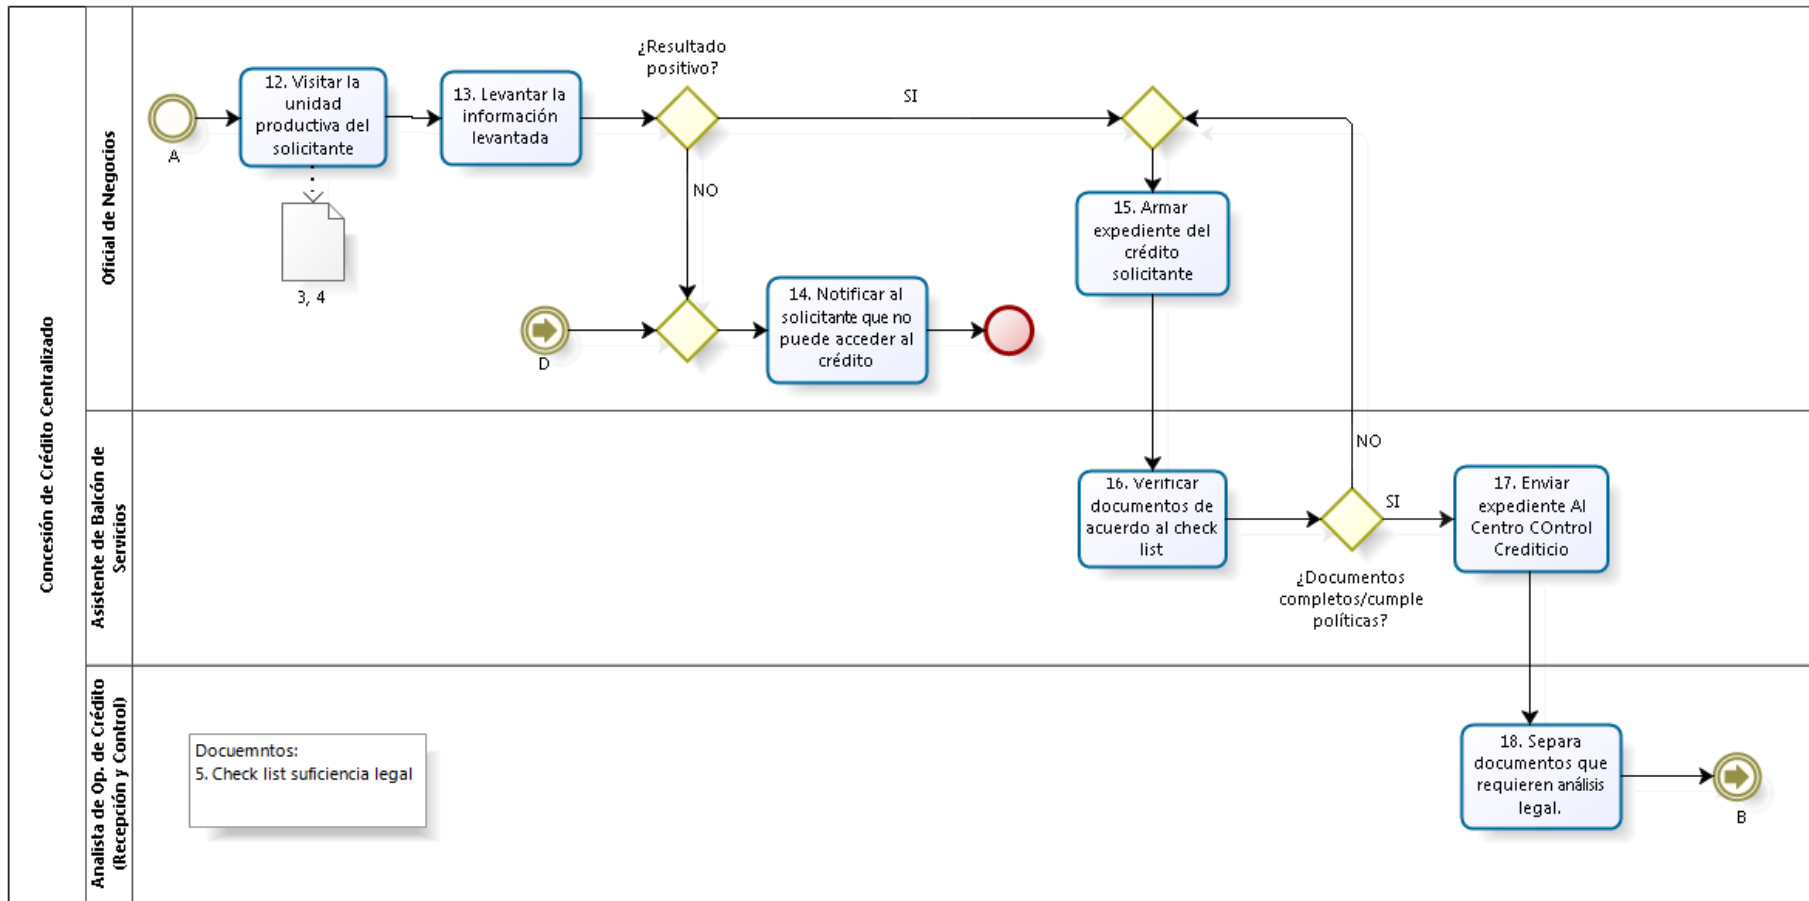 Concesión de Crédito Centralizado
Oficial de Negocios
¿Resultado
positivo?
12. Visitar la
unidad
productiva del
solicitante
13. Levantar la
información
levantada
SI
A
NO
3, 4
15. Armar
expediente del
crédito
solicitante
14. Notificar al
solicitante que no
puede acceder al
crédito
D
Asistente de Balcón de
Servicios
NO
16. Verificar
documentos de
acuerdo al check
list
SI
17. Enviar
expediente Al
Centro COntrol
Crediticio
¿Documentos
completos/cumple
políticas?
Analista de Op. de Crédito
(Recepción y Control)
Docuemntos:
5. Check list suficiencia legal
18. Separa
documentos que
requieren análisis
legal.
B